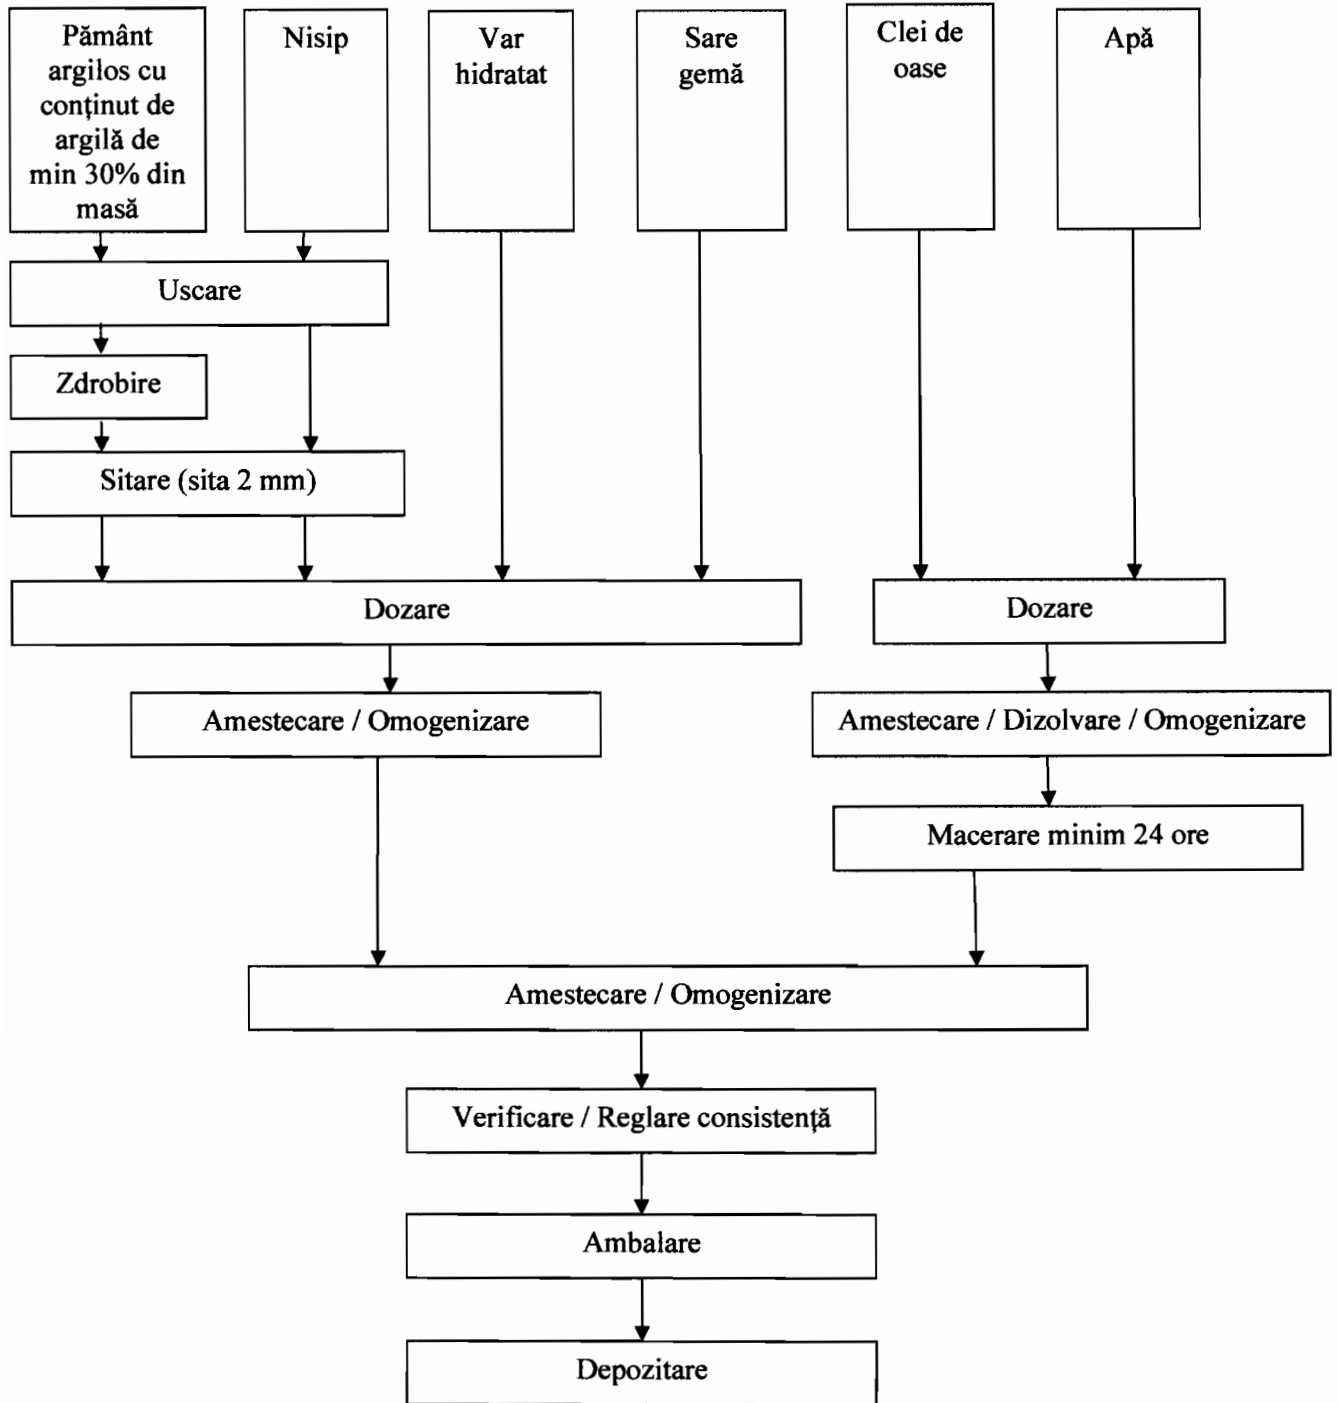 Pământ
argilos cu
conținut de
argilă de
min 30% din
masă
Nisip
Var
hidratat
Sare
gemă
Clei de
oase
Apă
Uscare
Zdrobire
Sitare (sita 2 mm)
Dozare
Dozare
Amestecare / Omogenizare
Amestecare / Dizolvare / Omogenizare
Macerare minim 24 ore
Amestecare / Omogenizare
Verificare / Reglare consistență
Ambalare
Depozitare